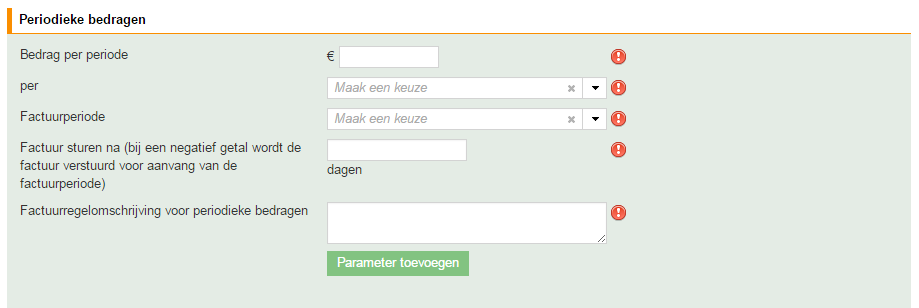 Periodieke bedragen
Bedrag per periode
€
per
Maak een keuze
Factuurperiode
Maak een keuze
Factuur sturen na (bij een negatief getal wordt de
factuur verstuurd voor aanvang van de
factuurperiode)
dagen
Factuurregelomschrijving voor periodieke bedragen
Parameter toevoegen